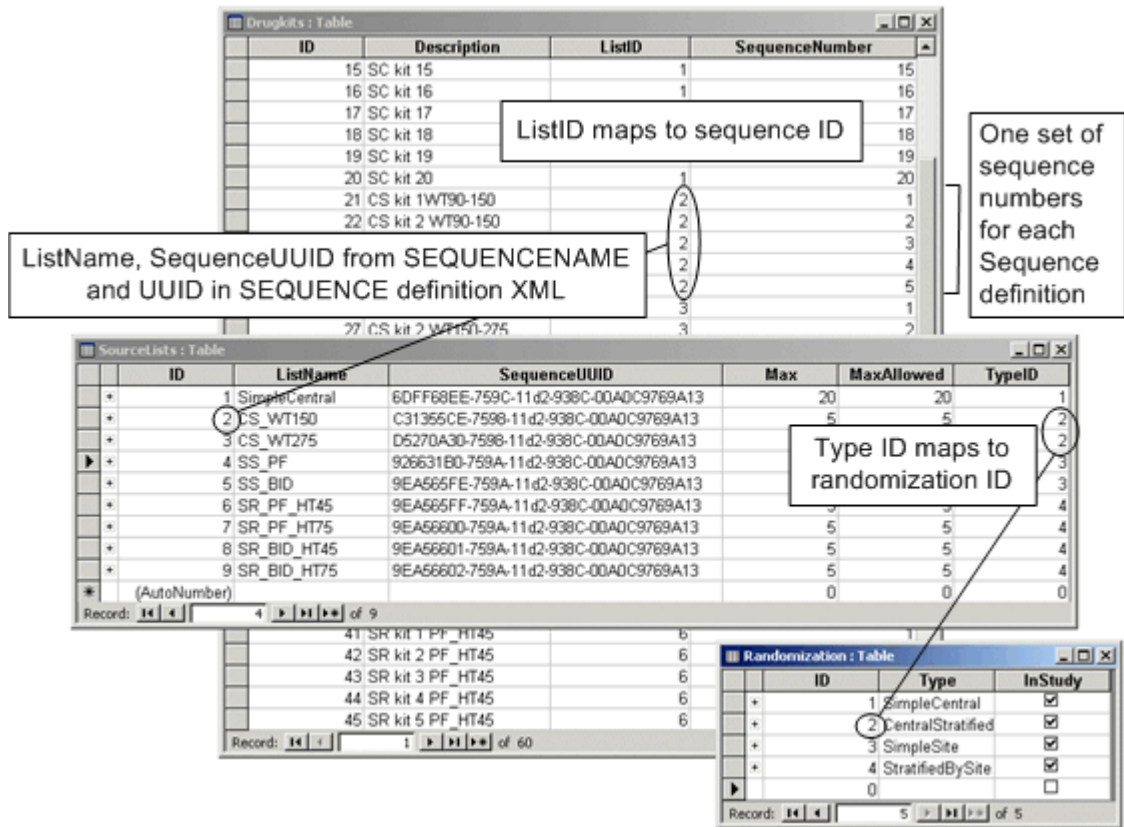 Drugkits : Table
ID Description ListID SequenceNumber
15 SC kit 15 1 15
16 SC kit 16 1 16
17 SC kit 17 17
18 SC kit 18 18
19 SC kit 19 19
20 SC kit 20 1 20
21 CS kit 1WT90-150 2 1
22 CS kit 2 WT90-150 2 2
2 3
2 4
2 5
3 1
27 CS kit 2 WT150-275 3 2
ListID maps to sequence ID
One set of
sequence
numbers
for each
Sequence
definition
ListName, SequenceUUID from SEQUENCENAME
and UUID in SEQUENCE definition XML
SourceLists : Table
ID ListName SequenceUUID Max MaxAllowed TypeID
1 SimpleCentral 6DFF68EE-759C-11d2-938C-00A0C9769A13 20 20 1
2 CS_WT150 C31355CE-7598-11d2-938C-00A0C9769A13 5 5 2
3 CS_WT275 D5270A30-7598-11d2-938C-00A0C9769A13 2
4 SS_PF 926631B0-759A-11d2-938C-00A0C9769A13 3
5 SS_BID 9EA565FE-759A-11d2-938C-00A0C9769A13 3
6 SR_PF_HT45 9EA565FF-759A-11d2-938C-00A0C9769A13 4
7 SR_PF_HT75 9EA56600-759A-11d2-938C-00A0C9769A13 5 5 4
8 SR_BID_HT45 9EA56601-759A-11d2-938C-00A0C9769A13 5 5 4
9 SR_BID_HT75 9EA56602-759A-11d2-938C-00A0C9769A13 5 5 4
(AutoNumber) 0 0 0
Record: 4 of 9
Type ID maps to
randomization ID
41 SR kit 1 PF_HT45 6 1
42 SR kit 2 PF_HT45 6
43 SR kit 3 PF_HT45 6
44 SR kit 4 PF_HT45 6
45 SR kit 5 PF_HT45 6
Record: 1 of 60
Randomization : Table
ID Type InStudy
1 SimpleCentral
2 CentralStratified
3 SimpleSite
4 StratifiedBySite
0
Record: 5 of 5